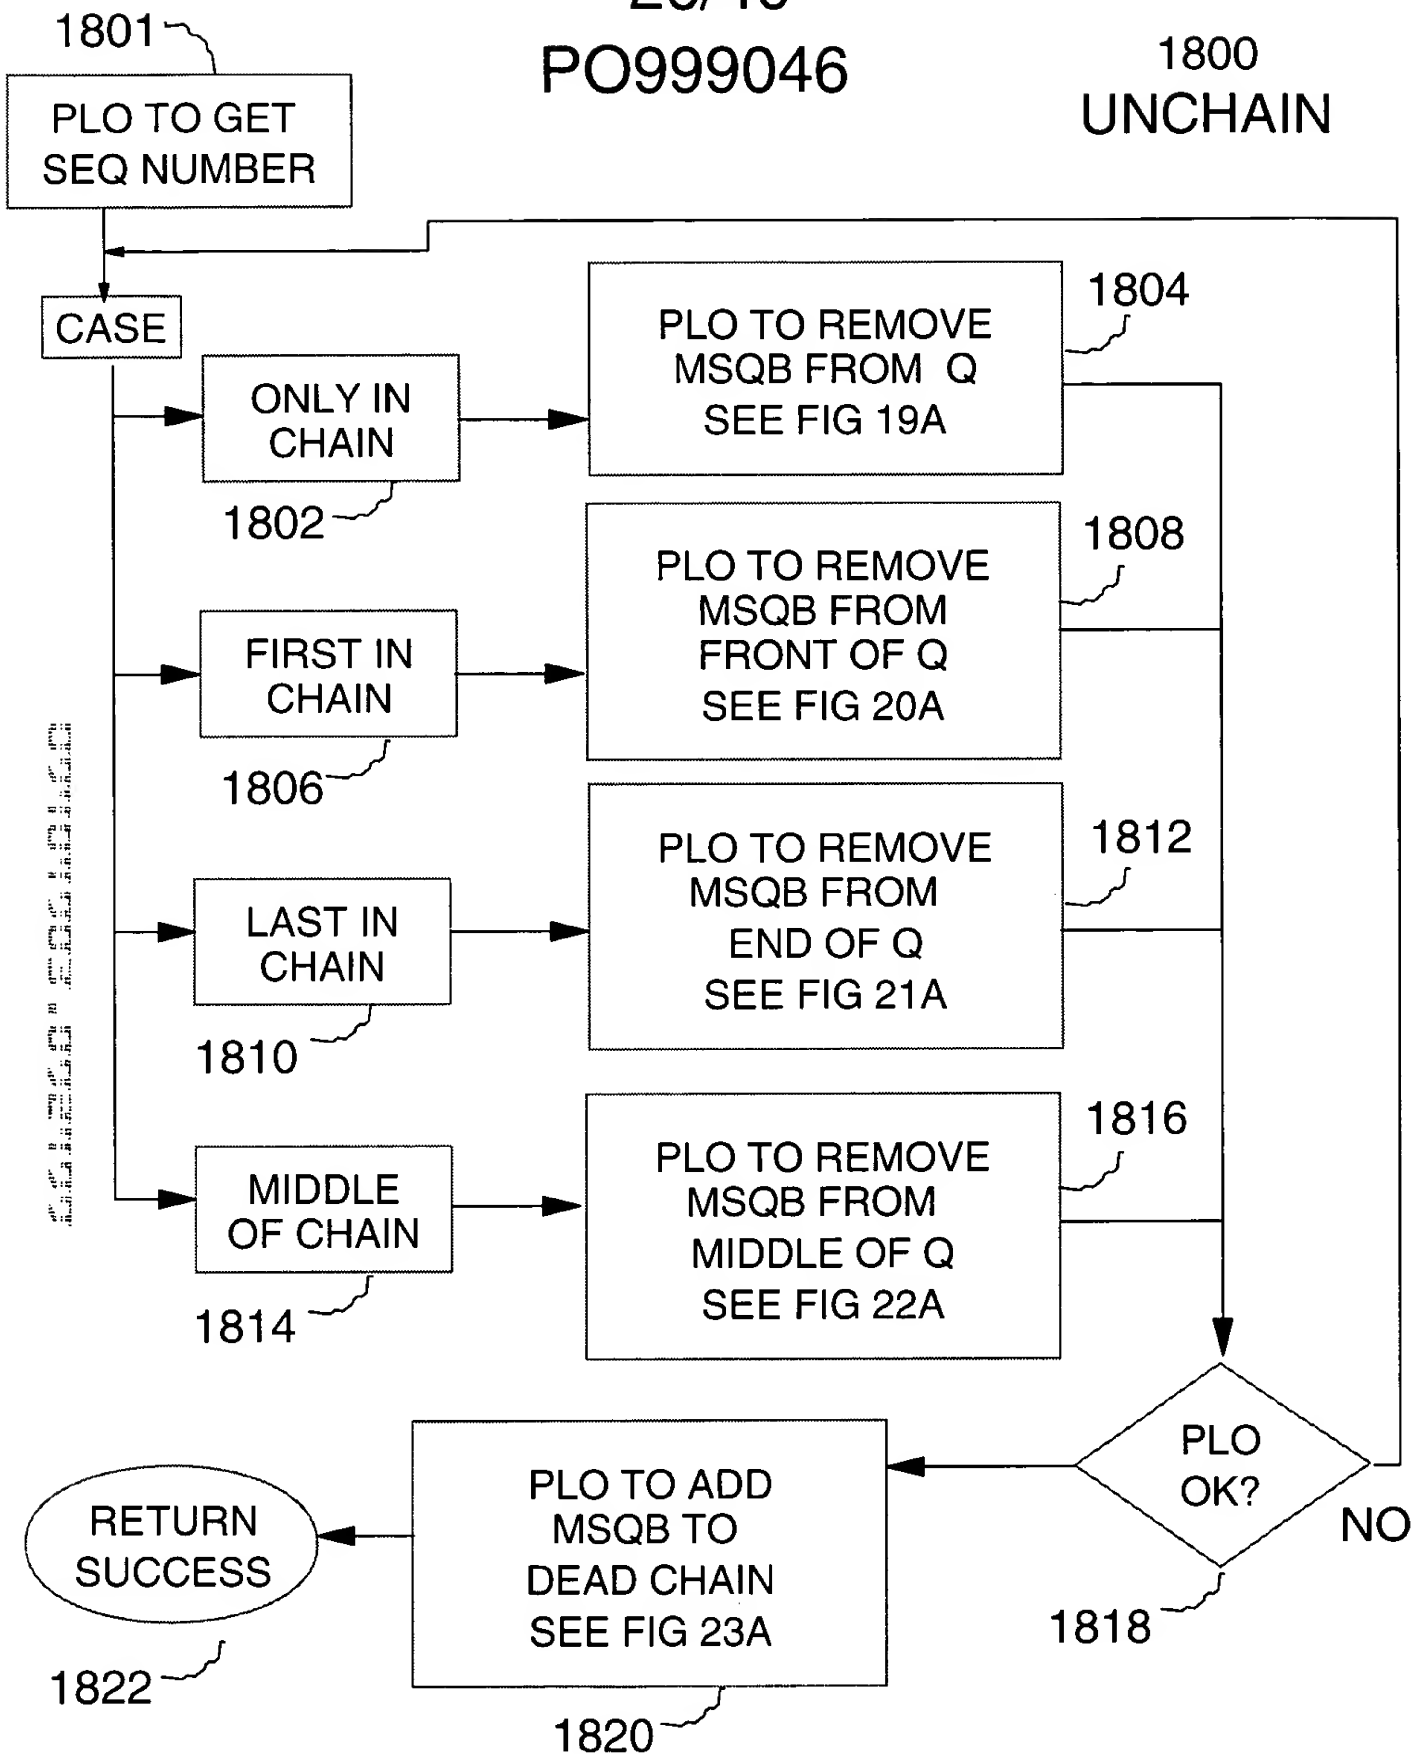 PO999046
1800
UNCHAIN
1801
PLO TO GET
SEQ NUMBER
CASE
ONLY IN
CHAIN
1802
PLO TO REMOVE
MSQB FROM Q
SEE FIG 19A
1804
FIRST IN
CHAIN
1806
PLO TO REMOVE
MSQB FROM
FRONT OF Q
SEE FIG 20A
1808
LAST IN
CHAIN
1810
PLO TO REMOVE
MSQB FROM
END OF Q
SEE FIG 21A
1812
MIDDLE
OF CHAIN
1814
PLO TO REMOVE
MSQB FROM
MIDDLE OF Q
SEE FIG 22A
1816
PLO
OK?
NO
1818
PLO TO ADD
MSQB TO
DEAD CHAIN
SEE FIG 23A
1820
RETURN
SUCCESS
1822